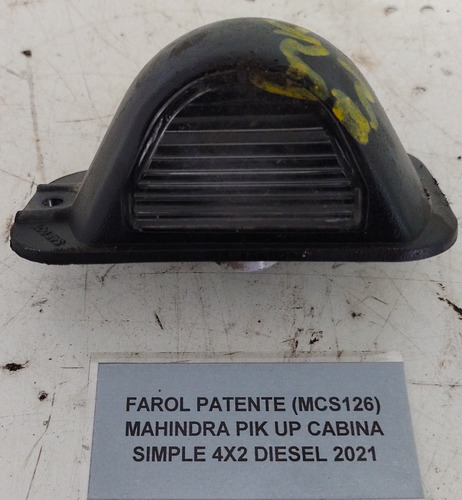 FAROL PATENTE (MCS126)
MAHINDRA PIK UP CABINA
SIMPLE 4X2 DIESEL 2021